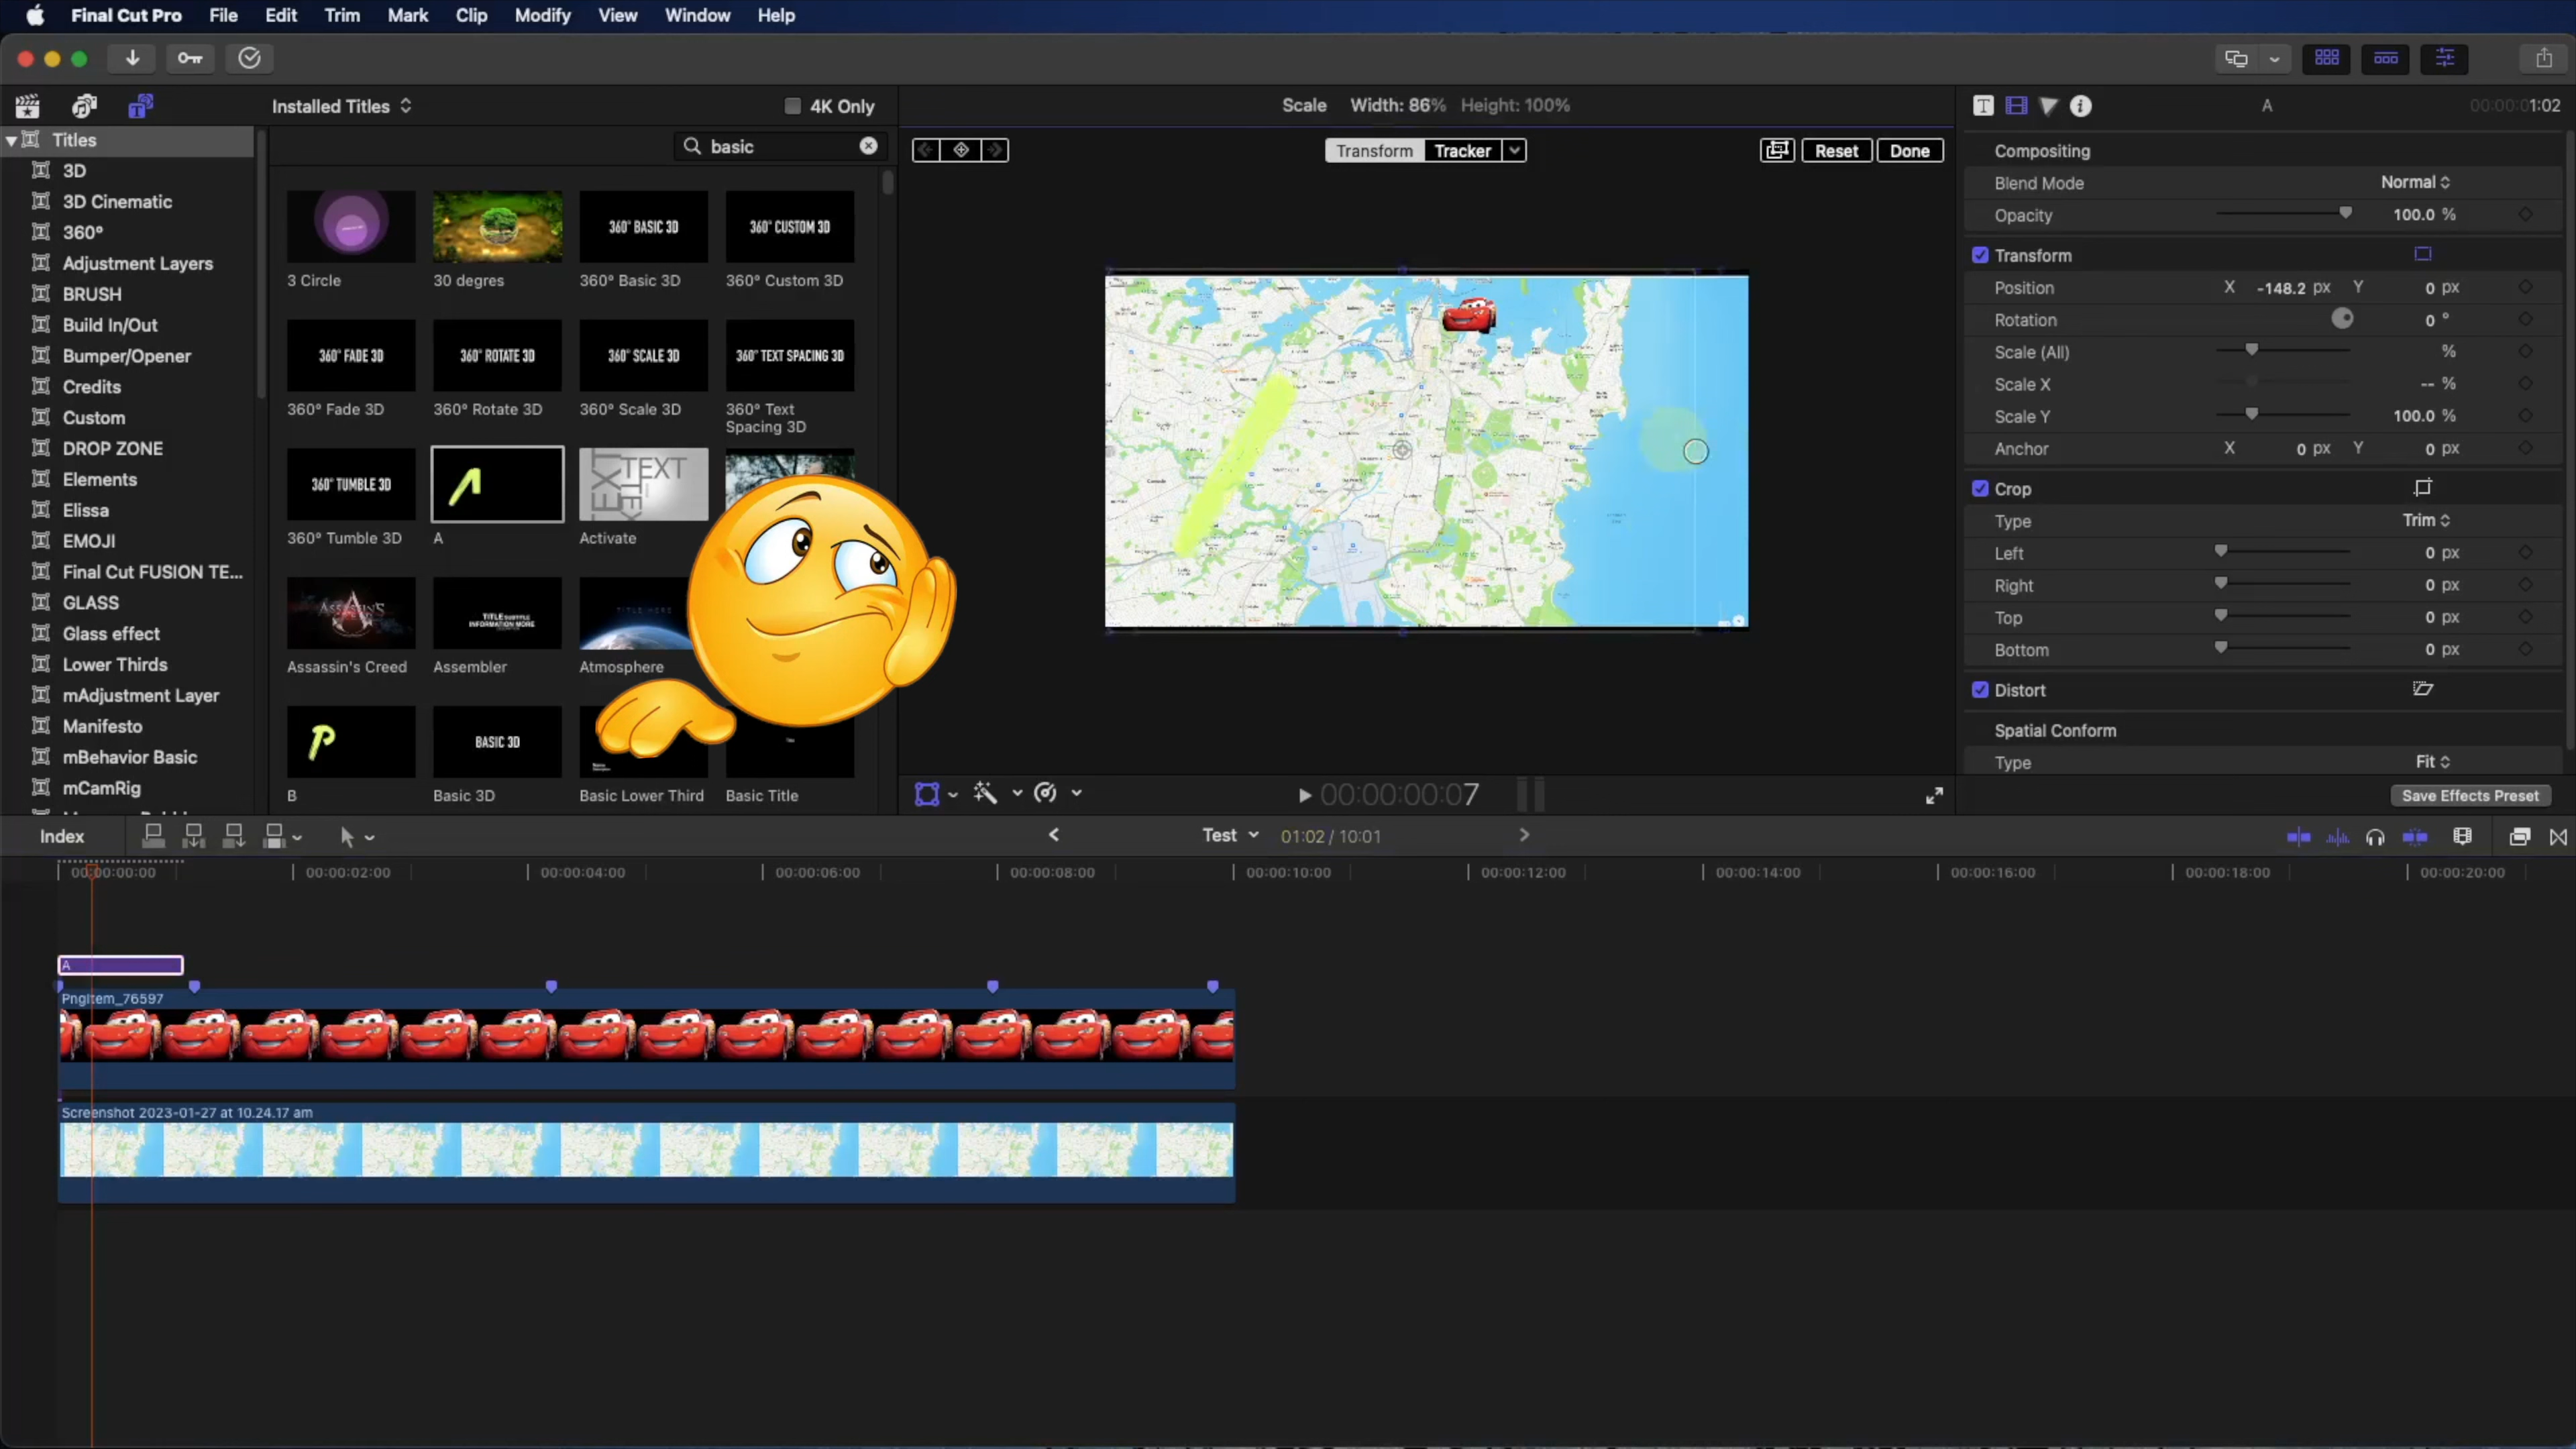 Final Cut Pro File Edit Trim Mark Clip Modify View Window Help
Installed Titles
4K Only
basic
Titles
3D
3D Cinematic
360°
Adjustment Layers
BRUSH
Build In/Out
Bumper/Opener
Credits
Custom
DROP ZONE
Elements
Elissa
EMOJI
Final Cut FUSION TE...
GLASS
Glass effect
Lower Thirds
mAdjustment Layer
Manifesto
mBehavior Basic
mCamRig
360° BASIC 3D
360° CUSTOM 3D
3 Circle
30 degres
360° Basic 3D
360° Custom 3D
360° FADE 3D
360° ROTATE 3D
360° SCALE 3D
360° TEXT SPACING 3D
360° Fade 3D
360° Rotate 3D
360° Scale 3D
360° Text
Spacing 3D
360° TUMBLE 3D
TEXT
360° Tumble 3D
A
Activate
ASSASSIN'S
TITLE SUBTITLE
INFORMATION MORE
TITLE HERE
Assassin's Creed
Assembler
Atmosphere
BASIC 3D
B
Basic 3D
Basic Lower Third
Basic Title
Scale Width: 86% Height: 100%
Transform Tracker
Reset Done
00:00:00:07
A
00:00:01:02
Compositing
Blend Mode Normal
Opacity 100.0 %
Transform
Position X -148.2 px Y 0 px
Rotation 0 °
Scale (All) %
Scale X -- %
Scale Y 100.0 %
Anchor X 0 px Y 0 px
Crop
Type Trim
Left 0 px
Right 0 px
Top 0 px
Bottom 0 px
Distort
Spatial Conform
Type Fit
Save Effects Preset
Index
Test 01:02 / 10:01
00:00:00:00 00:00:02:00 00:00:04:00 00:00:06:00 00:00:08:00 00:00:10:00 00:00:12:00 00:00:14:00 00:00:16:00 00:00:18:00 00:00:20:00
A
PngItem_76597
Screenshot 2023-01-27 at 10.24.17 am